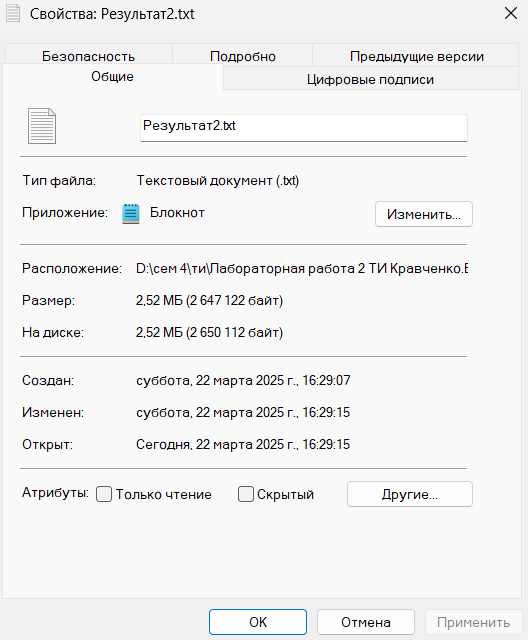 Свойства: Результат2.txt
Безопасность Подробно Предыдущие версии
Общие Цифровые подписи
Результат2.txt
Тип файла: Текстовый документ (.txt)
Приложение: Блокнот Изменить...
Расположение: D:\сем 4\ти\Лабораторная работа 2 ТИ Кравченко.Е
Размер: 2,52 МБ (2 647 122 байт)
На диске: 2,52 МБ (2 650 112 байт)
Создан: суббота, 22 марта 2025 г., 16:29:07
Изменен: суббота, 22 марта 2025 г., 16:29:15
Открыт: Сегодня, 22 марта 2025 г., 16:29:15
Атрибуты: Только чтение Скрытый Другие...
OK Отмена Применить